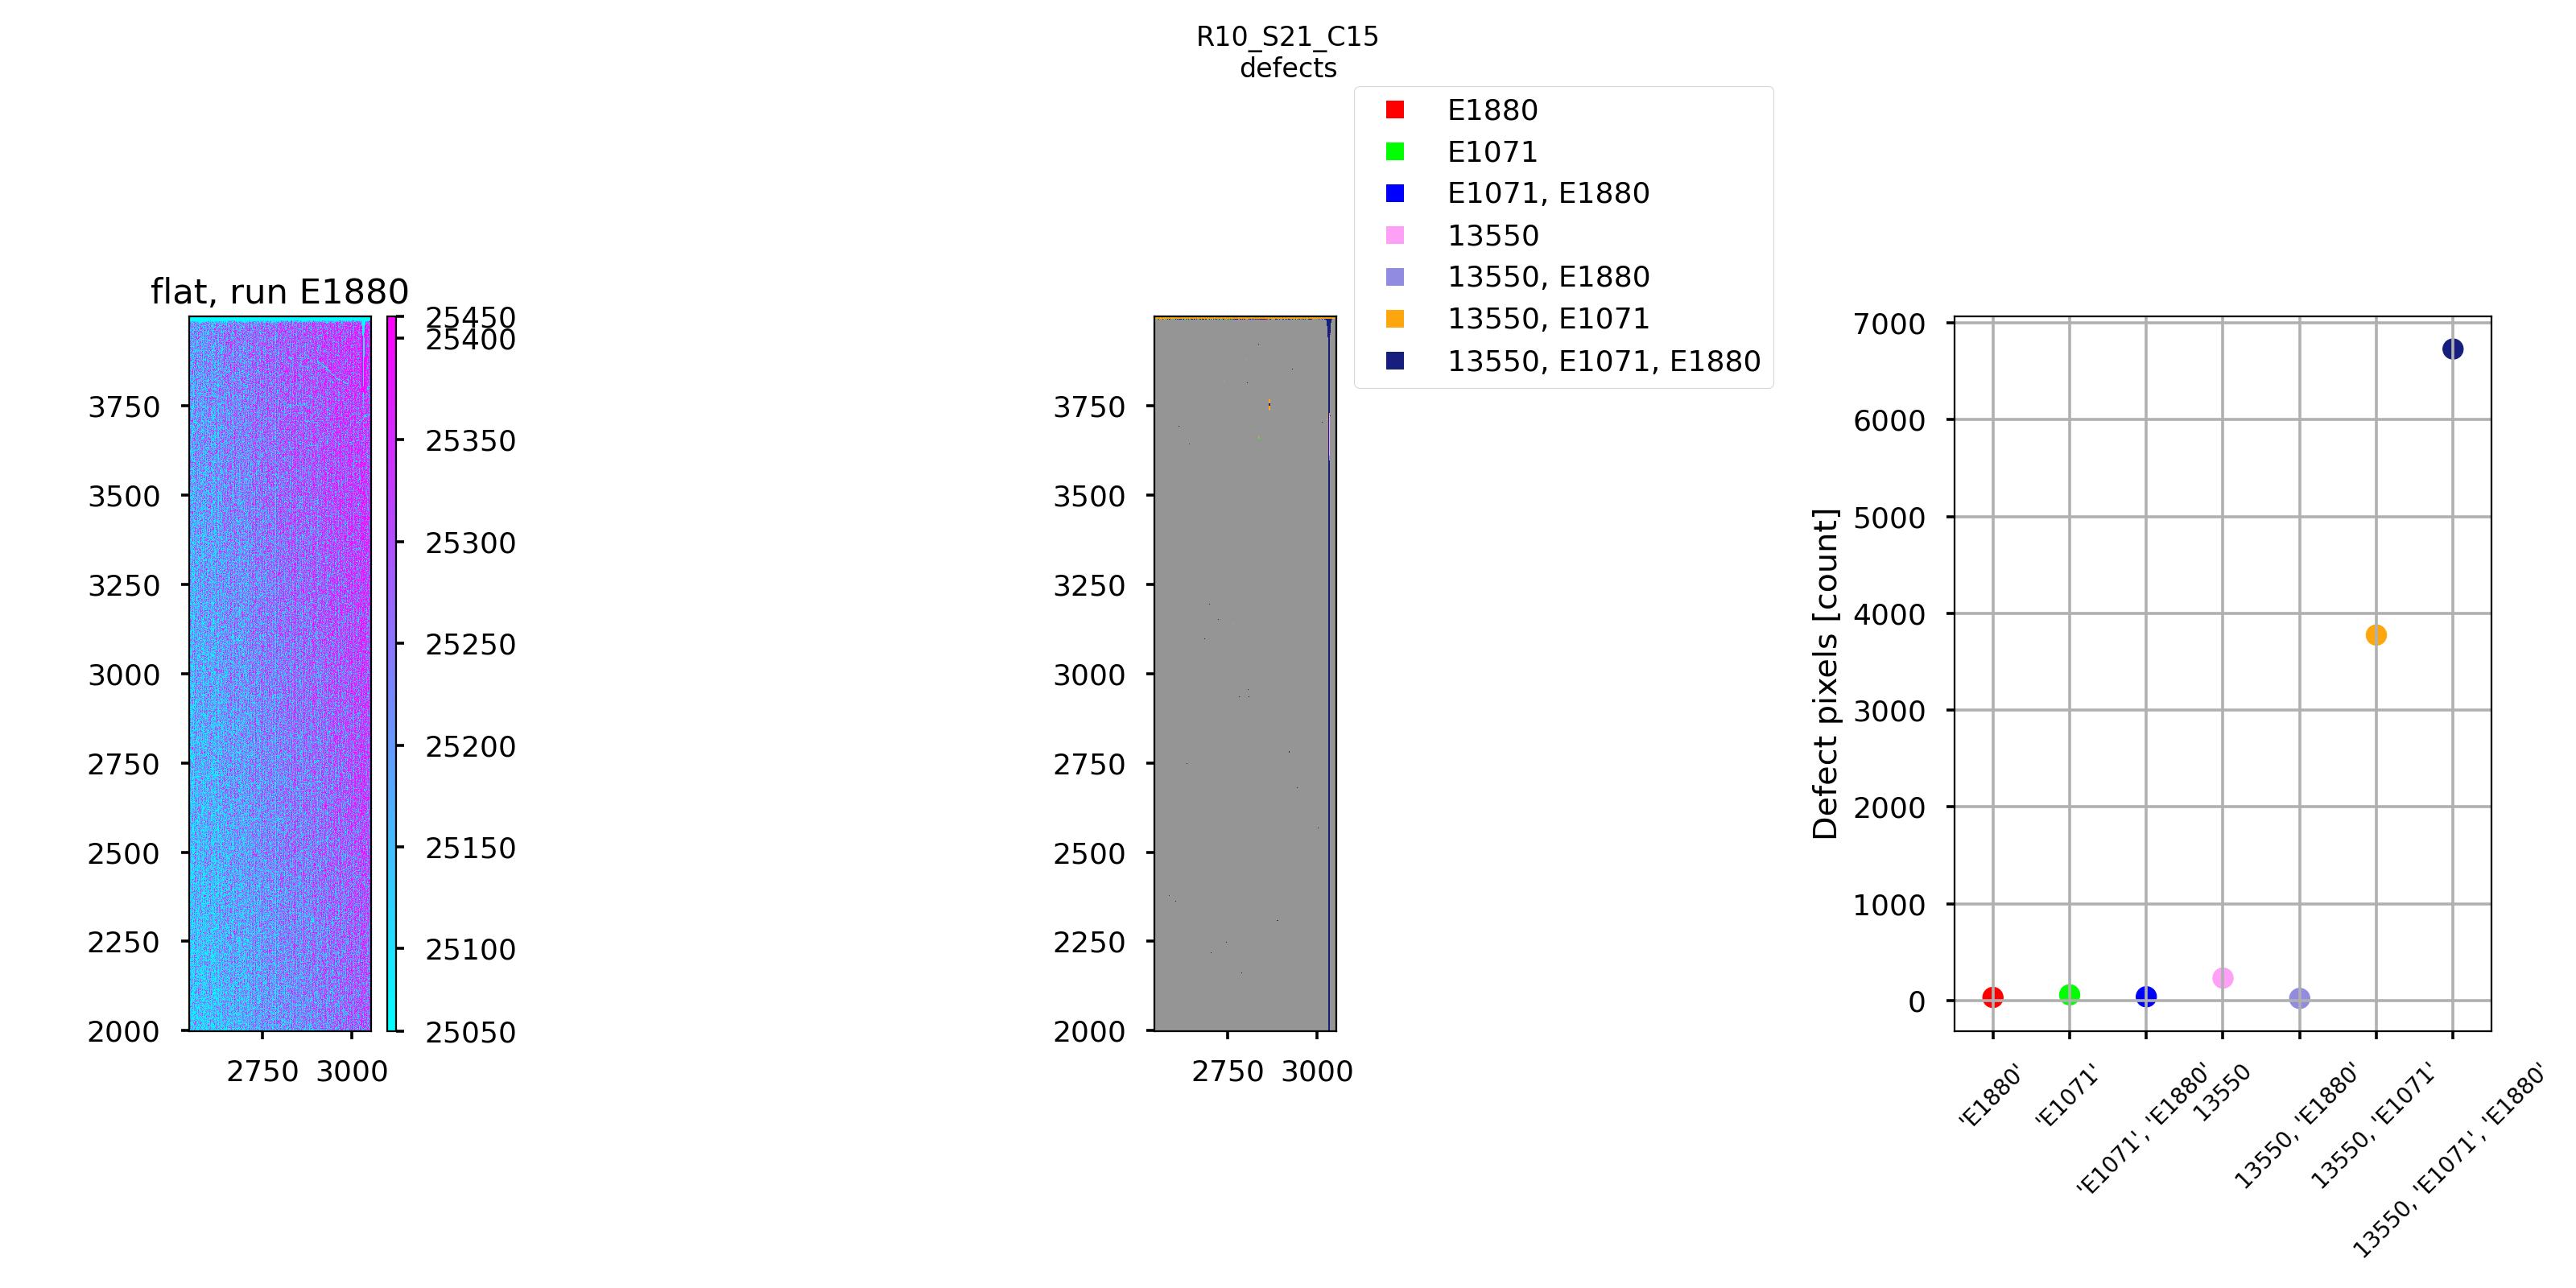 R10_S21_C15
defects
E1880
E1071
E1071, E1880
13550
13550, E1880
13550, E1071
13550, E1071, E1880
flat, run E1880
3750
3500
3250
3000
2750
2500
2250
2000
2750 3000
25450
25400
25350
25300
25250
25200
25150
25100
25050
3750
3500
3250
3000
2750
2500
2250
2000
2750 3000
Defect pixels [count]
7000
6000
5000
4000
3000
2000
1000
0
'E1880'
'E1071'
'E1071', 'E1880'
13550
13550, 'E1880'
13550, 'E1071'
13550, 'E1071', 'E1880'